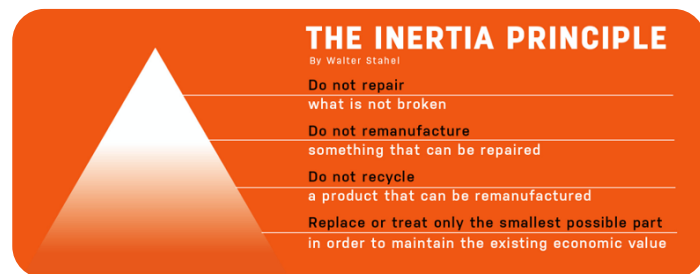 THE INERTIA PRINCIPLE
By Walter Stahel
Do not repair
what is not broken
Do not remanufacture
something that can be repaired
Do not recycle
a product that can be remanufactured
Replace or treat only the smallest possible part
in order to maintain the existing economic value